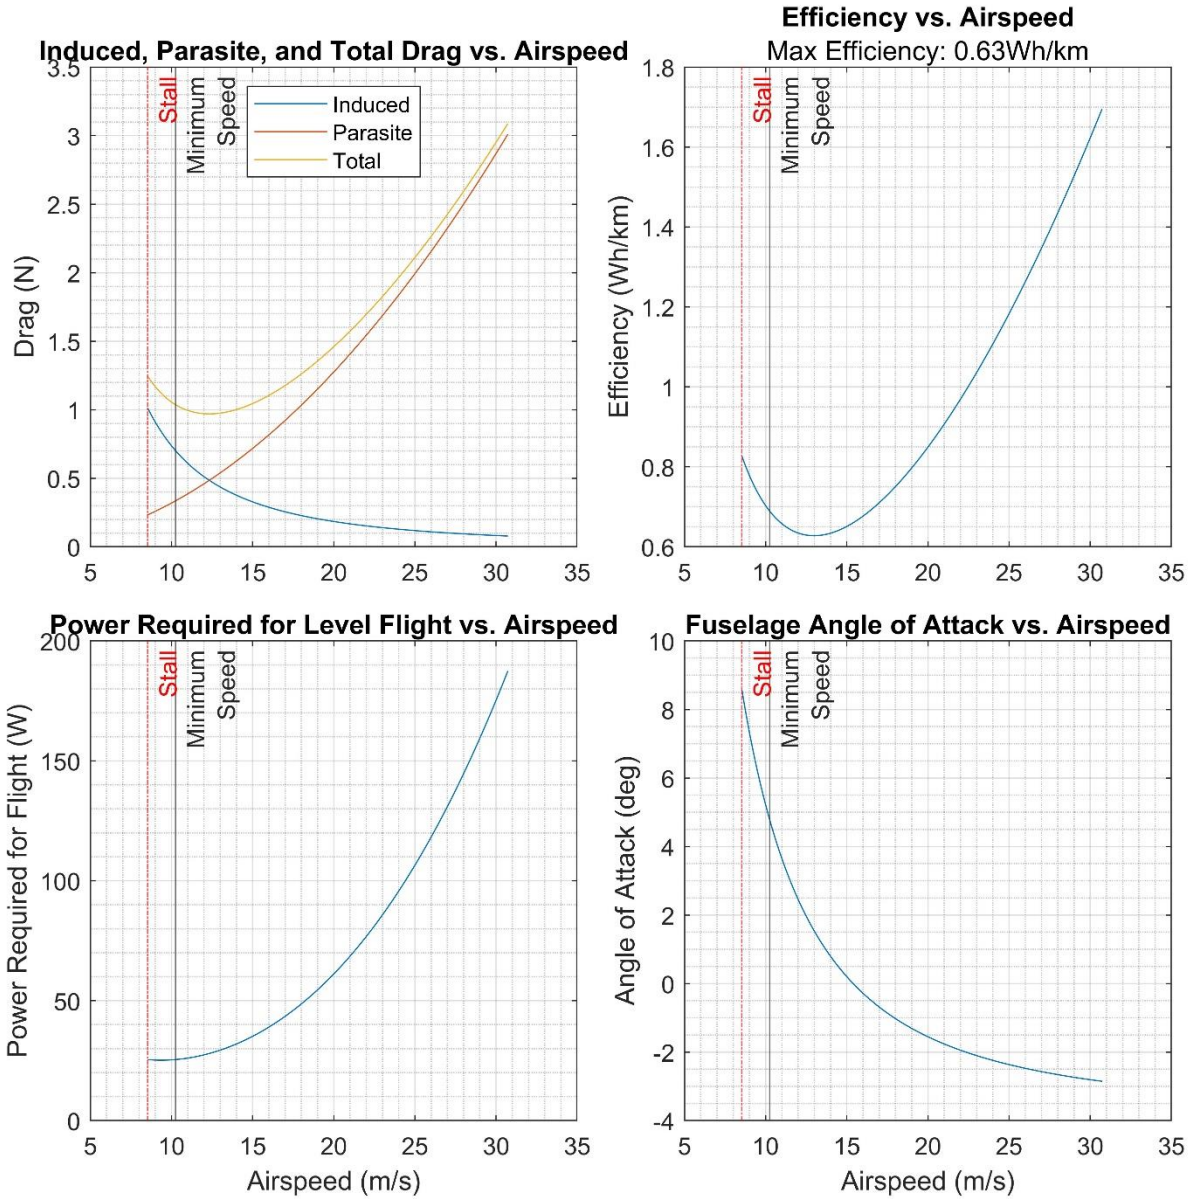 Induced, Parasite, and Total Drag vs. Airspeed
3.5
3
2.5
2
1.5
1
0.5
0
Drag (N)
Stall
Minimum
Speed
Induced
Parasite
Total
5 10 15 20 25 30 35
Efficiency vs. Airspeed
Max Efficiency: 0.63Wh/km
1.8
1.6
1.4
1.2
1
0.8
0.6
Efficiency (Wh/km)
Stall
Minimum
Speed
5 10 15 20 25 30 35
Power Required for Level Flight vs. Airspeed
200
150
100
50
0
Power Required for Flight (W)
Stall
Minimum
Speed
5 10 15 20 25 30 35
Airspeed (m/s)
Fuselage Angle of Attack vs. Airspeed
10
8
6
4
2
0
-2
-4
Angle of Attack (deg)
Stall
Minimum
Speed
5 10 15 20 25 30 35
Airspeed (m/s)